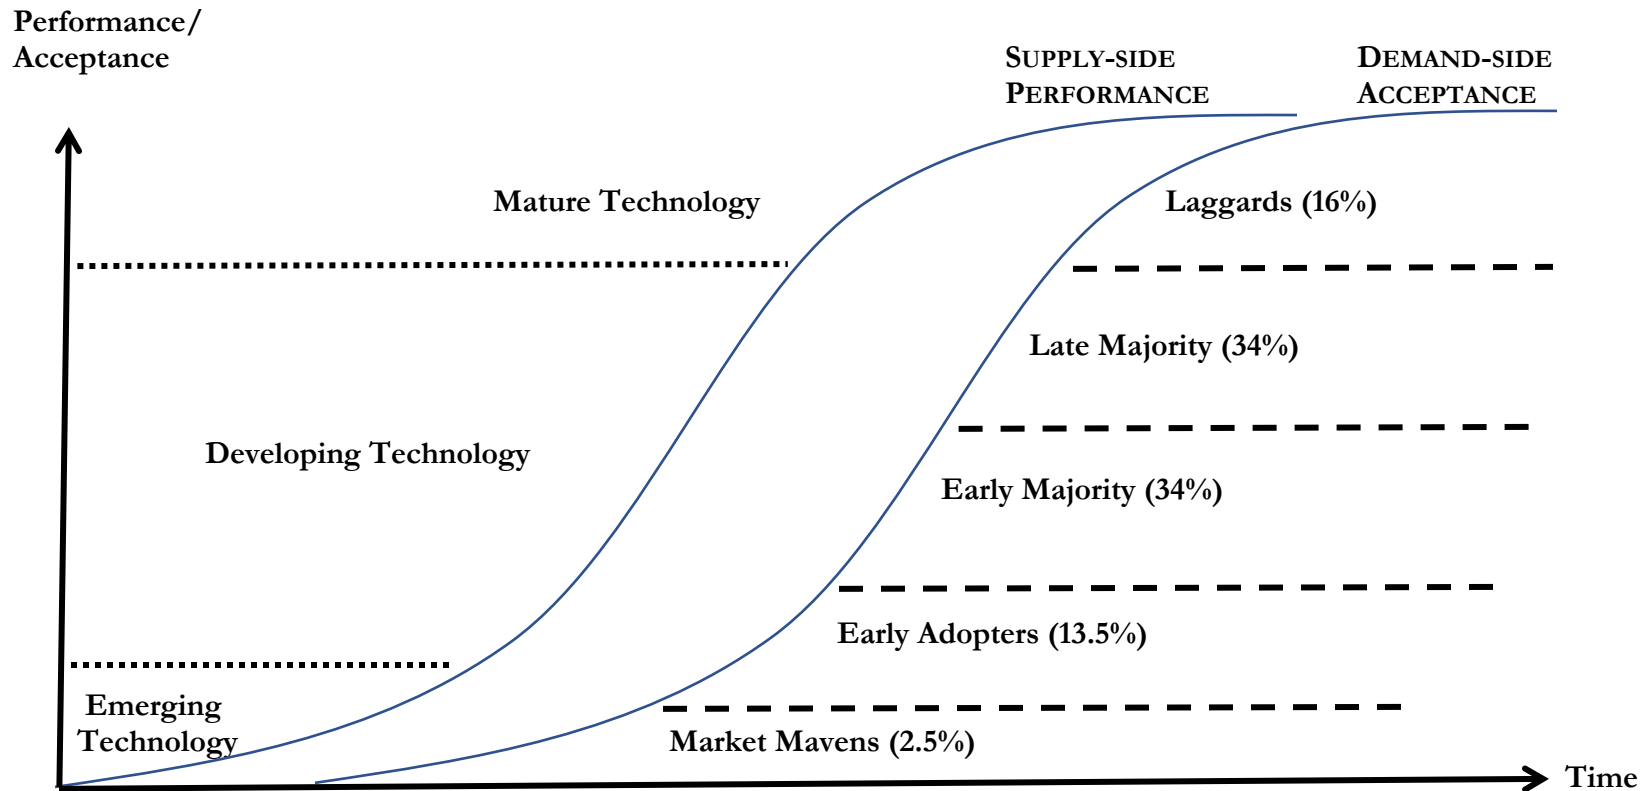 Performance/
Acceptance
SUPPLY-SIDE
PERFORMANCE
DEMAND-SIDE
ACCEPTANCE
Mature Technology
Laggards (16%)
Late Majority (34%)
Developing Technology
Early Majority (34%)
Early Adopters (13.5%)
Emerging
Technology
Market Mavens (2.5%)
Time